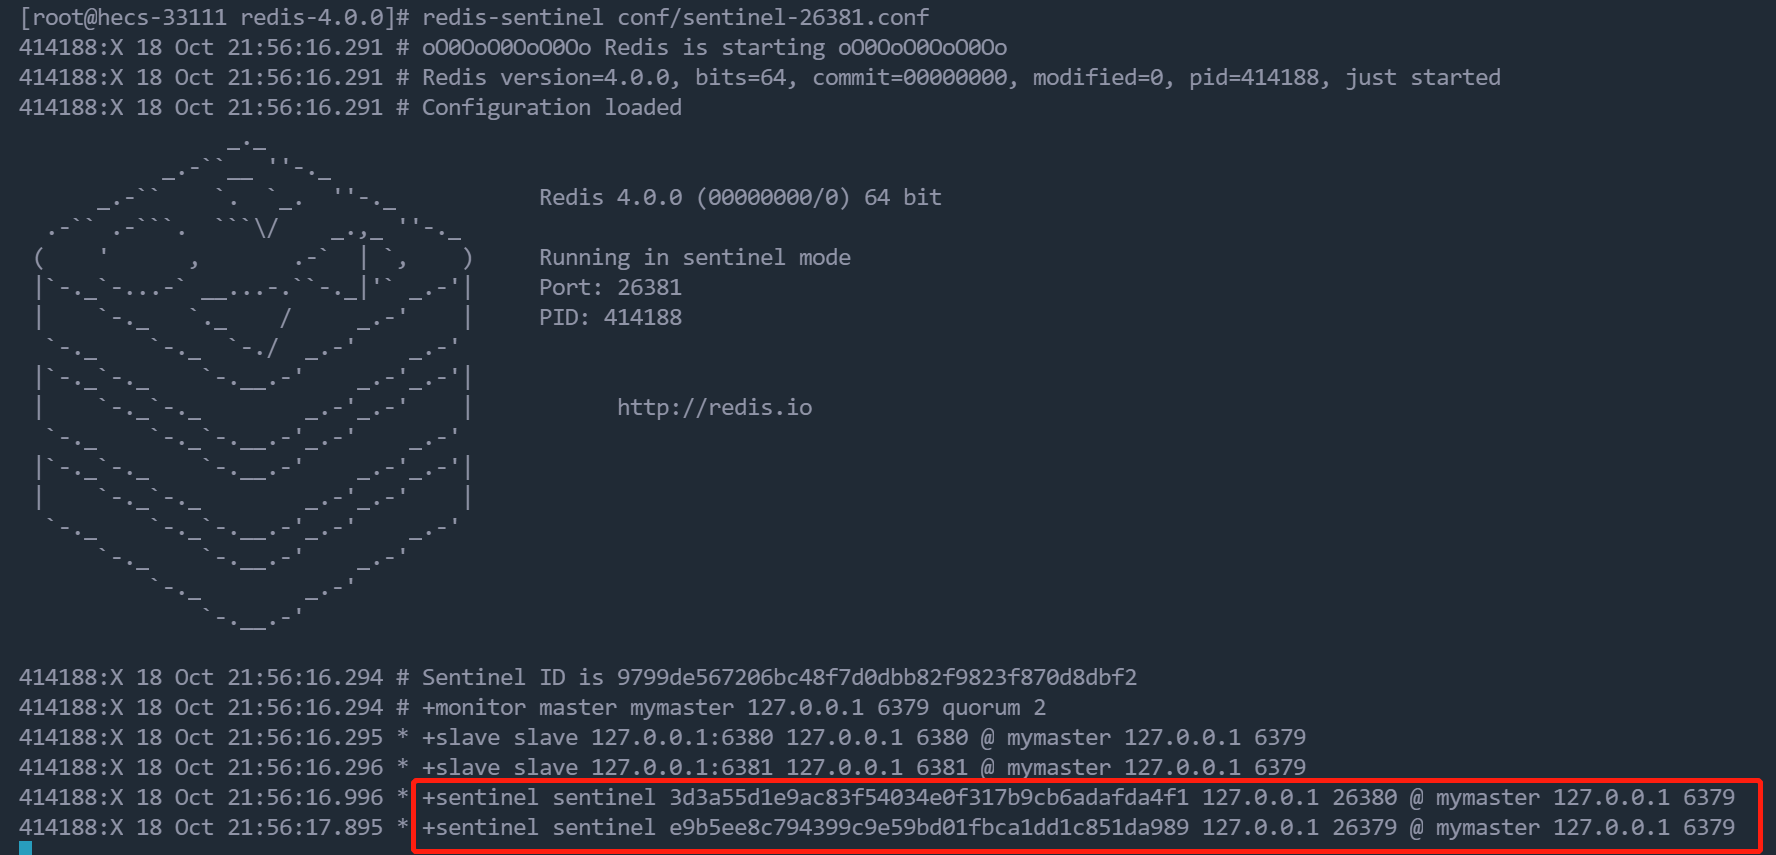 [root@hecs-33111 redis-4.0.0]# redis-sentinel conf/sentinel-26381.conf
414188:X 18 Oct 21:56:16.291 # oO0OoO0OoO0Oo Redis is starting oO0OoO0OoO0Oo
414188:X 18 Oct 21:56:16.291 # Redis version=4.0.0, bits=64, commit=00000000, modified=0, pid=414188, just started
414188:X 18 Oct 21:56:16.291 # Configuration loaded
Redis 4.0.0 (00000000/0) 64 bit
Running in sentinel mode
Port: 26381
PID: 414188
http://redis.io
414188:X 18 Oct 21:56:16.294 # Sentinel ID is 9799de567206bc48f7d0dbb82f9823f870d8dbf2
414188:X 18 Oct 21:56:16.294 # +monitor master mymaster 127.0.0.1 6379 quorum 2
414188:X 18 Oct 21:56:16.295 * +slave slave 127.0.0.1:6380 127.0.0.1 6380 @ mymaster 127.0.0.1 6379
414188:X 18 Oct 21:56:16.296 * +slave slave 127.0.0.1:6381 127.0.0.1 6381 @ mymaster 127.0.0.1 6379
414188:X 18 Oct 21:56:16.996 * +sentinel sentinel 3d3a55d1e9ac83f54034e0f317b9cb6adafda4f1 127.0.0.1 26380 @ mymaster 127.0.0.1 6379
414188:X 18 Oct 21:56:17.895 * +sentinel sentinel e9b5ee8c794399c9e59bd01fbca1dd1c851da989 127.0.0.1 26379 @ mymaster 127.0.0.1 6379